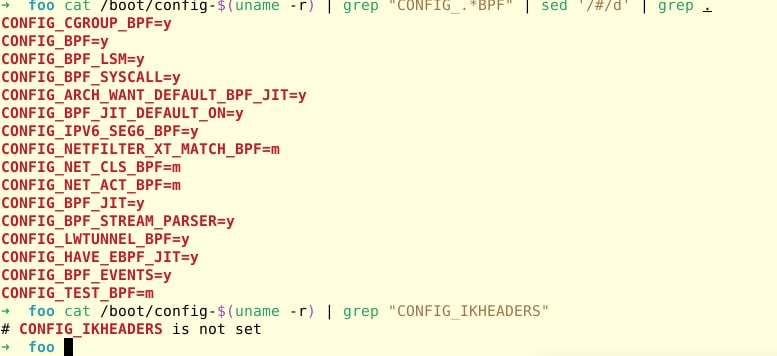 ➜  foo cat /boot/config-$(uname -r) | grep "CONFIG_.*BPF" | sed '/#/d' | grep .
CONFIG_CGROUP_BPF=y
CONFIG_BPF=y
CONFIG_BPF_LSM=y
CONFIG_BPF_SYSCALL=y
CONFIG_ARCH_WANT_DEFAULT_BPF_JIT=y
CONFIG_BPF_JIT_DEFAULT_ON=y
CONFIG_IPV6_SEG6_BPF=y
CONFIG_NETFILTER_XT_MATCH_BPF=m
CONFIG_NET_CLS_BPF=m
CONFIG_NET_ACT_BPF=m
CONFIG_BPF_JIT=y
CONFIG_BPF_STREAM_PARSER=y
CONFIG_LWTUNNEL_BPF=y
CONFIG_HAVE_EBPF_JIT=y
CONFIG_BPF_EVENTS=y
CONFIG_TEST_BPF=m
➜  foo cat /boot/config-$(uname -r) | grep "CONFIG_IKHEADERS"
# CONFIG_IKHEADERS is not set
➜  foo